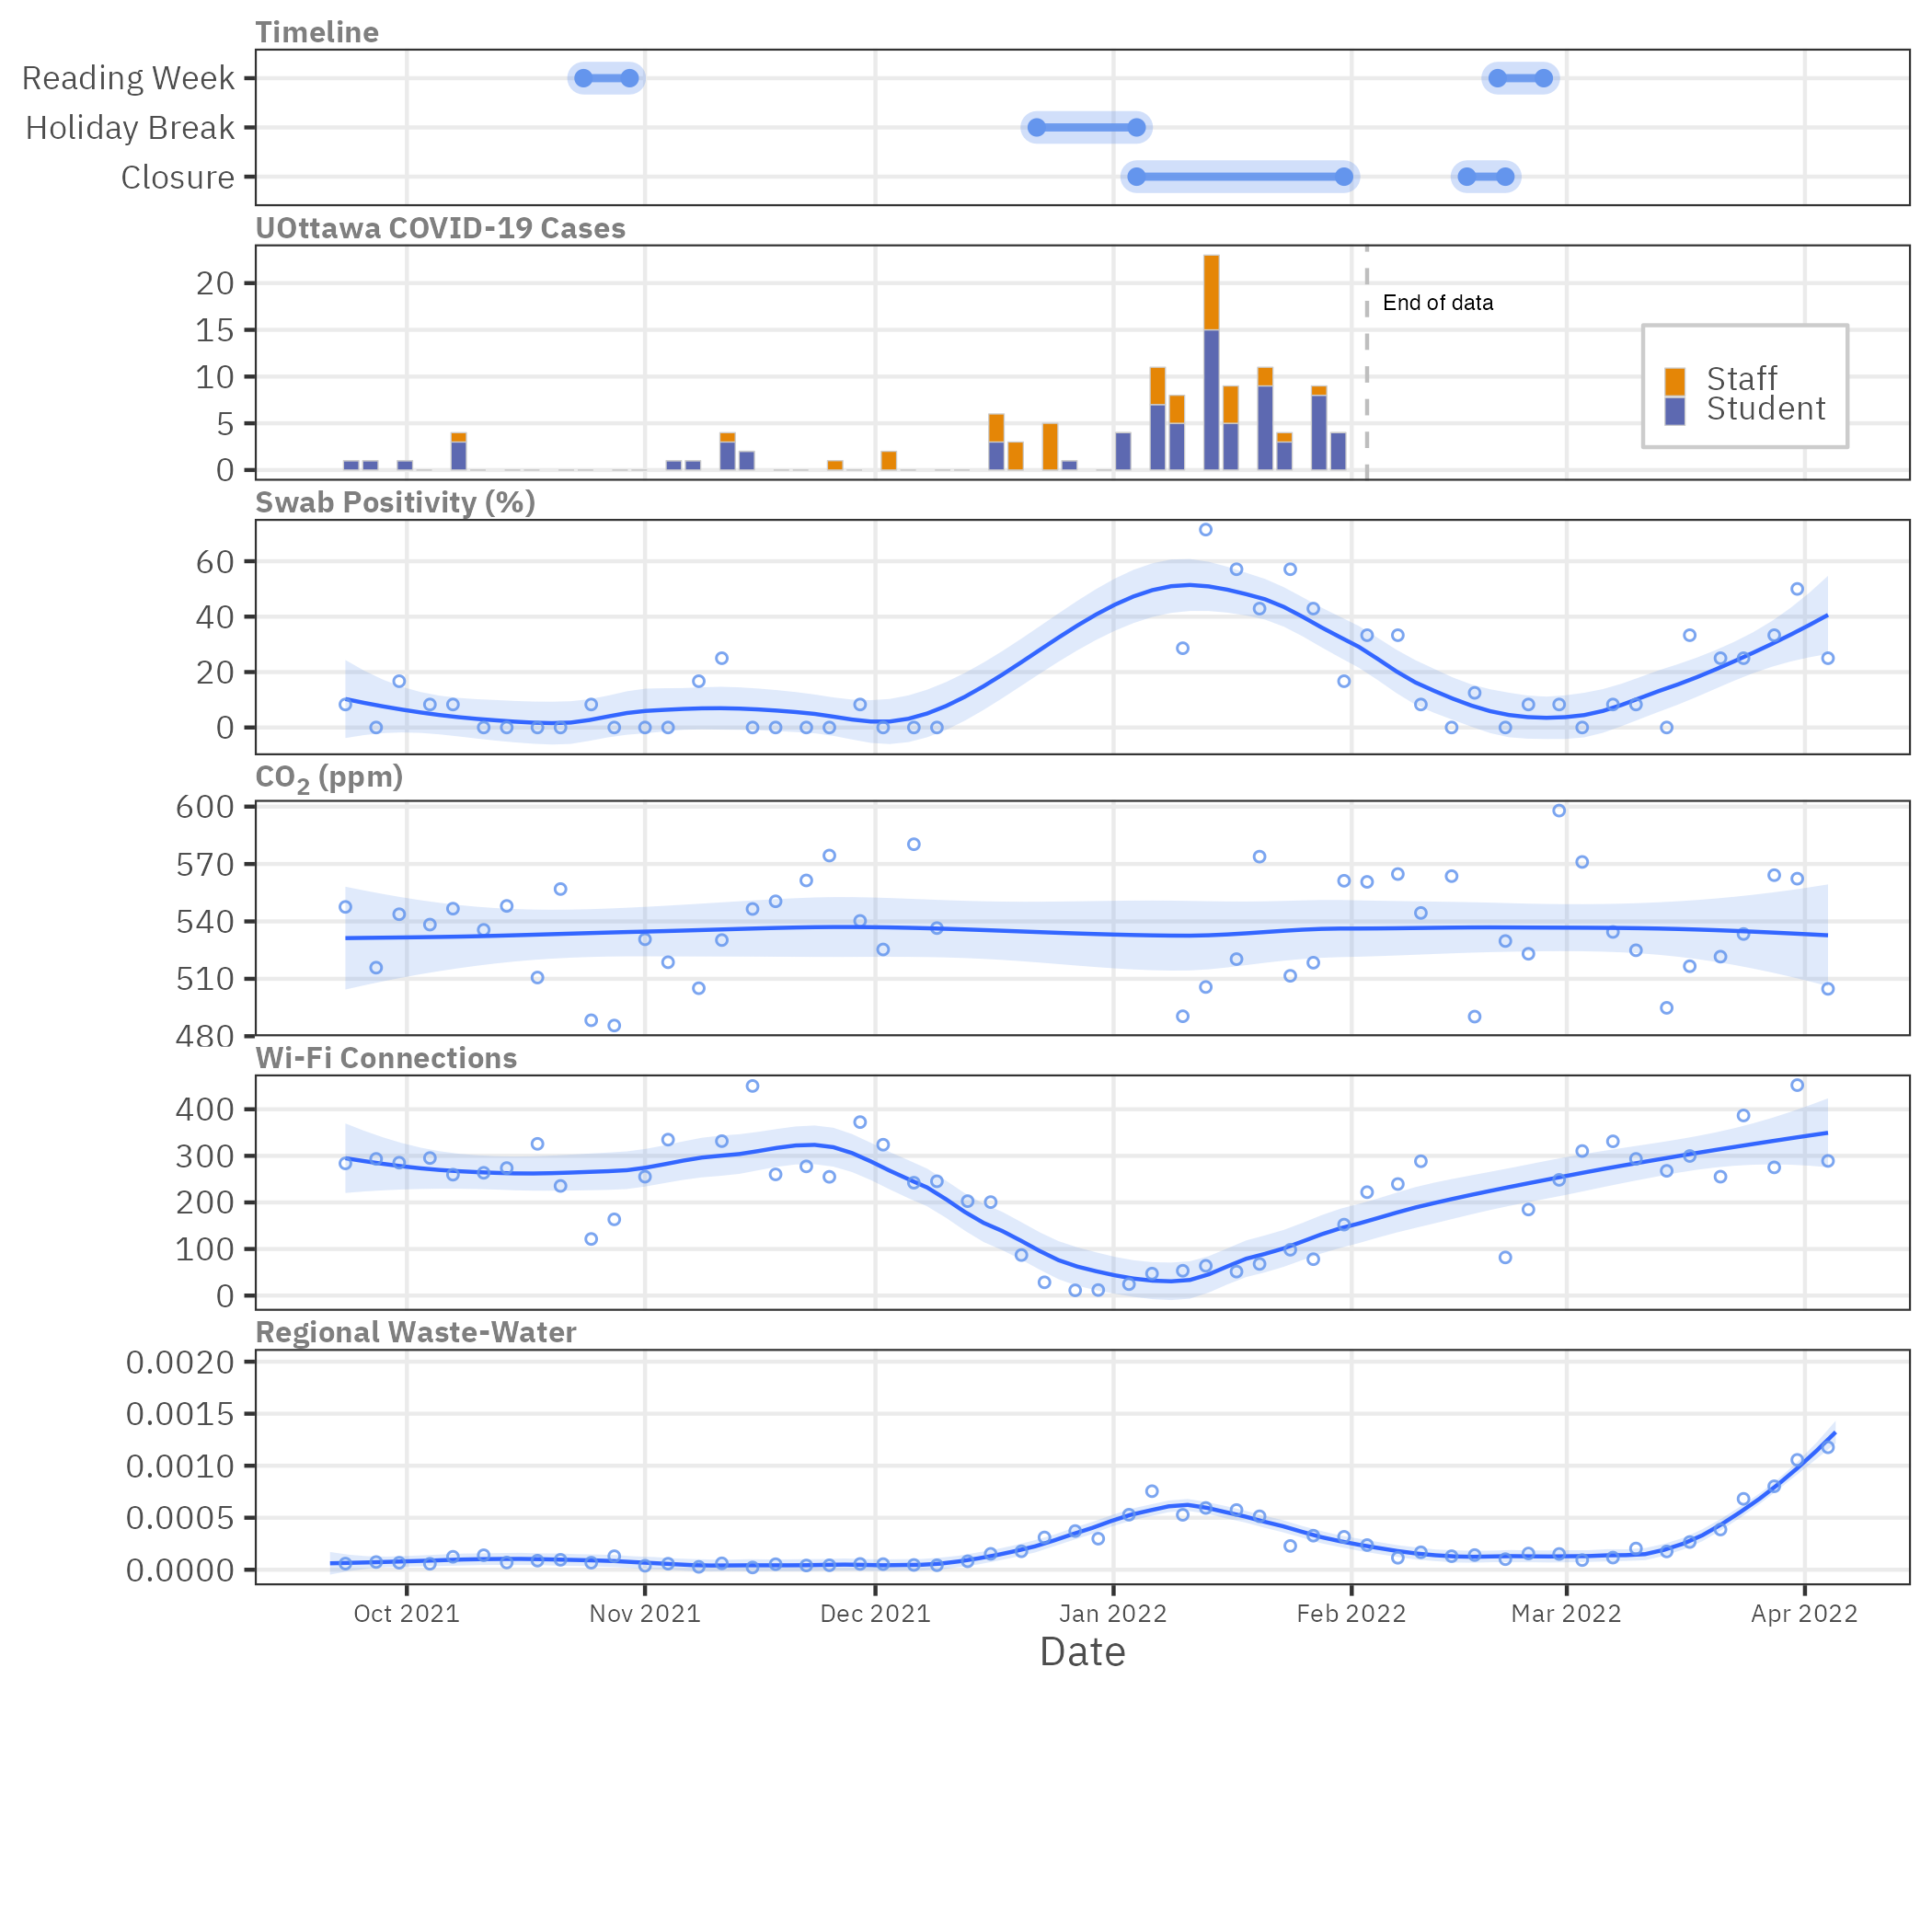 Timeline
Reading Week
Holiday Break
Closure
UOttawa COVID-19 Cases
20
15
10
5
0
End of data
Staff
Student
Swab Positivity (%)
60
40
20
0
CO2 (ppm)
600
570
540
510
480
Wi-Fi Connections
400
300
200
100
0
Regional Waste-Water
0.0020
0.0015
0.0010
0.0005
0.0000
Oct 2021 Nov 2021 Dec 2021 Jan 2022 Feb 2022 Mar 2022 Apr 2022
Date